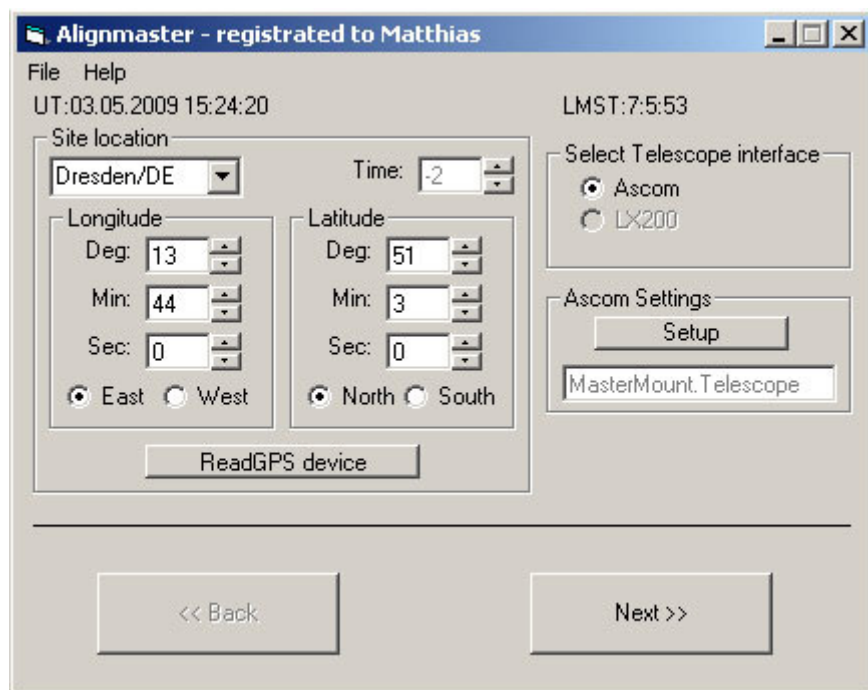 Alignmaster - registrated to Matthias
File Help
UT:03.05.2009 15:24:20 LMST:7:5:53
Site location
Dresden/DE Time: -2
Longitude Latitude
Deg: 13 Deg: 51
Min: 44 Min: 3
Sec: 0 Sec: 0
East West North South
ReadGPS device
Select Telescope interface
Ascom
LX200
Ascom Settings
Setup
MasterMount.Telescope
<< Back Next >>